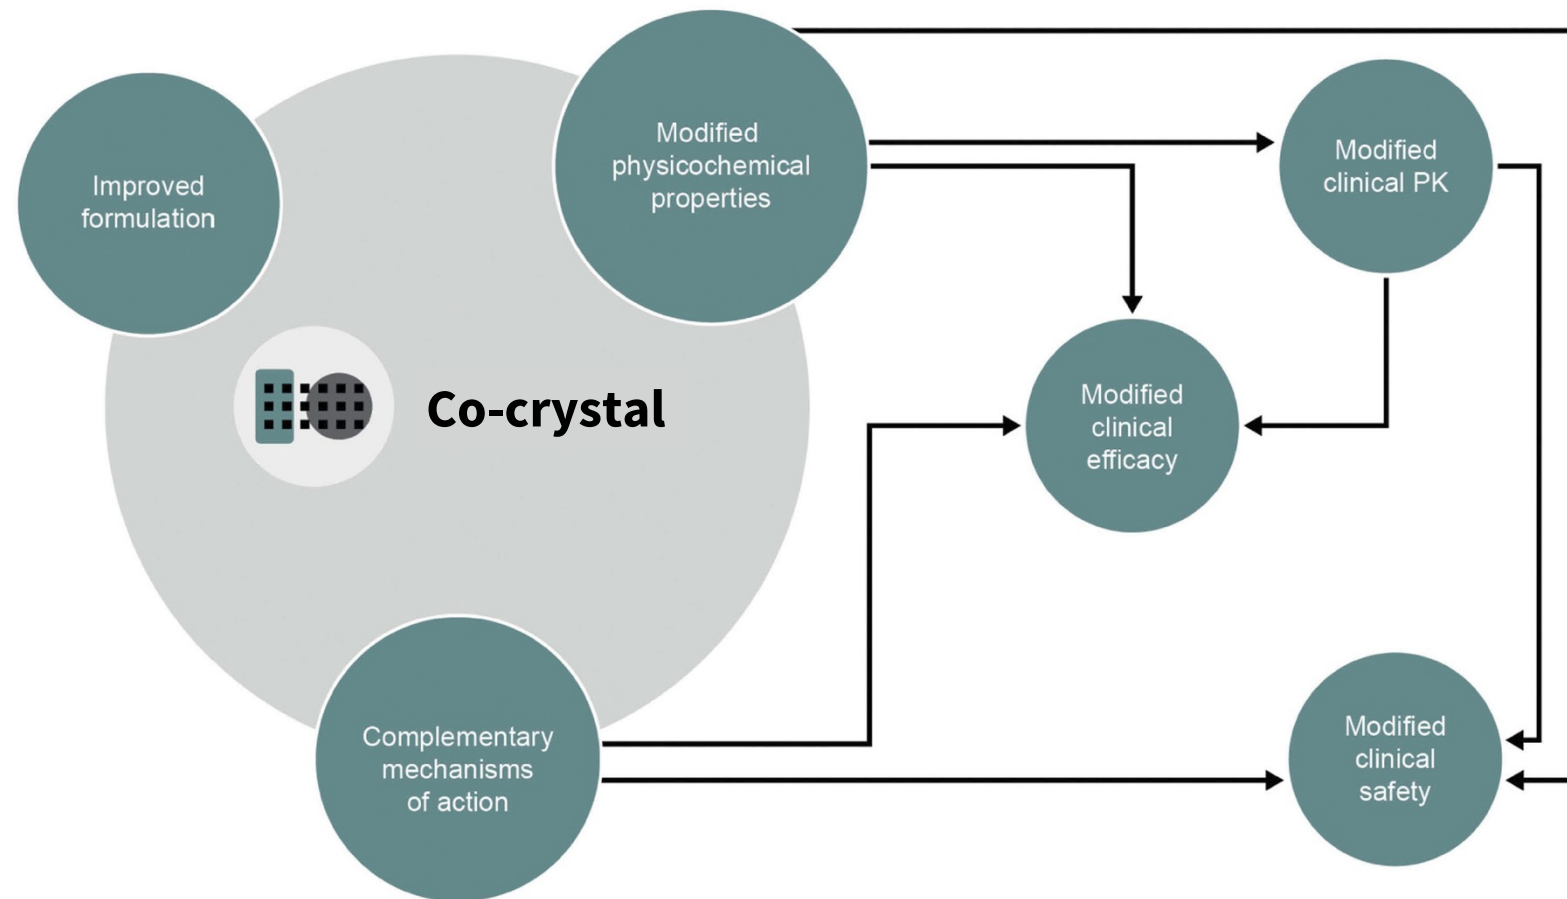 Improved
formulation
Modified
physicochemical
properties
Modified
clinical PK
Co-crystal
Modified
clinical
efficacy
Complementary
mechanisms
of action
Modified
clinical
safety